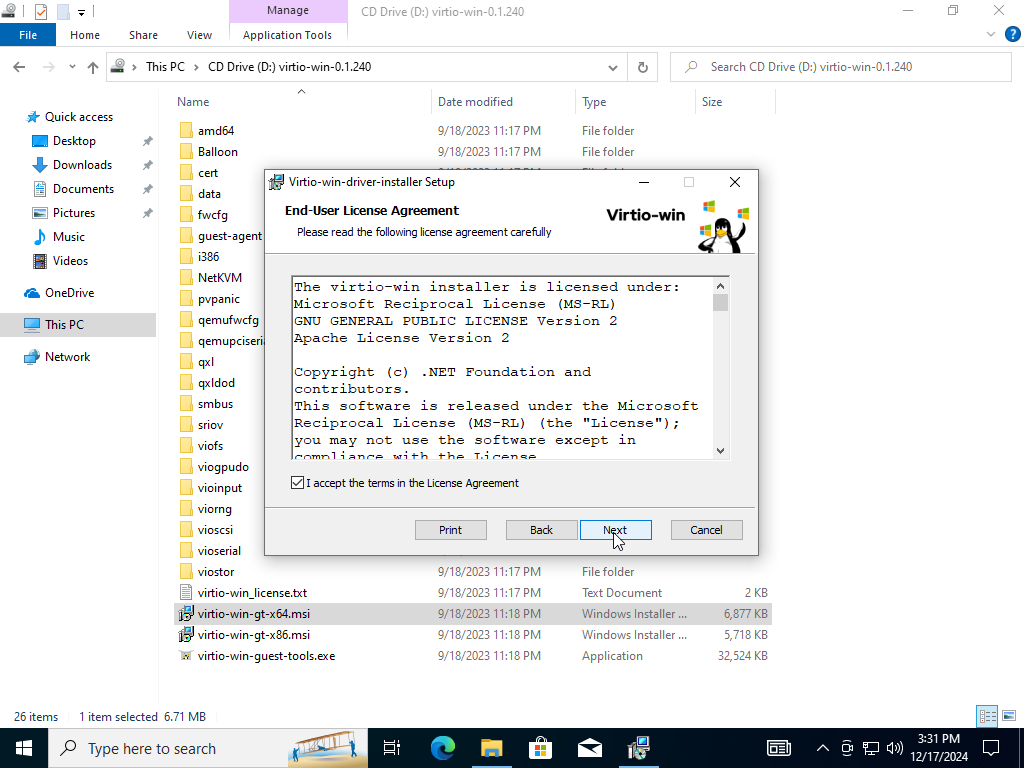 Manage
CD Drive (D:) virtio-win-0.1.240
File
Home
Share
View
Application Tools
This PC
CD Drive (D:) virtio-win-0.1.240
Search CD Drive (D:) virtio-win-0.1.240
Quick access
Desktop
Downloads
Documents
Pictures
Music
Videos
OneDrive
This PC
Network
Name Date modified Type Size
amd64 9/18/2023 11:17 PM File folder
Balloon 9/18/2023 11:17 PM File folder
cert
data
fwcfg
guest-agent
i386
NetKVM
pvpanic
qemufwcfg
qemupciseri
qxl
qxldod
smbus
sriov
viofs
viogpudo
vioinput
viorng
vioscsi
vioserial
viostor 9/18/2023 11:17 PM File folder
virtio-win_license.txt 9/18/2023 11:17 PM Text Document 2 KB
virtio-win-gt-x64.msi 9/18/2023 11:18 PM Windows Installer ... 6,877 KB
virtio-win-gt-x86.msi 9/18/2023 11:18 PM Windows Installer ... 5,718 KB
virtio-win-guest-tools.exe 9/18/2023 11:18 PM Application 32,524 KB
Virtio-win-driver-installer Setup
End-User License Agreement
Please read the following license agreement carefully
Virtio-win
The virtio-win installer is licensed under:
Microsoft Reciprocal License (MS-RL)
GNU GENERAL PUBLIC LICENSE Version 2
Apache License Version 2
Copyright (c) .NET Foundation and
contributors.
This software is released under the Microsoft
Reciprocal License (MS-RL) (the "License");
you may not use the software except in
compliance with the License.
I accept the terms in the License Agreement
Print
Back
Next
Cancel
26 items
1 item selected 6.71 MB
Type here to search
3:31 PM
12/17/2024